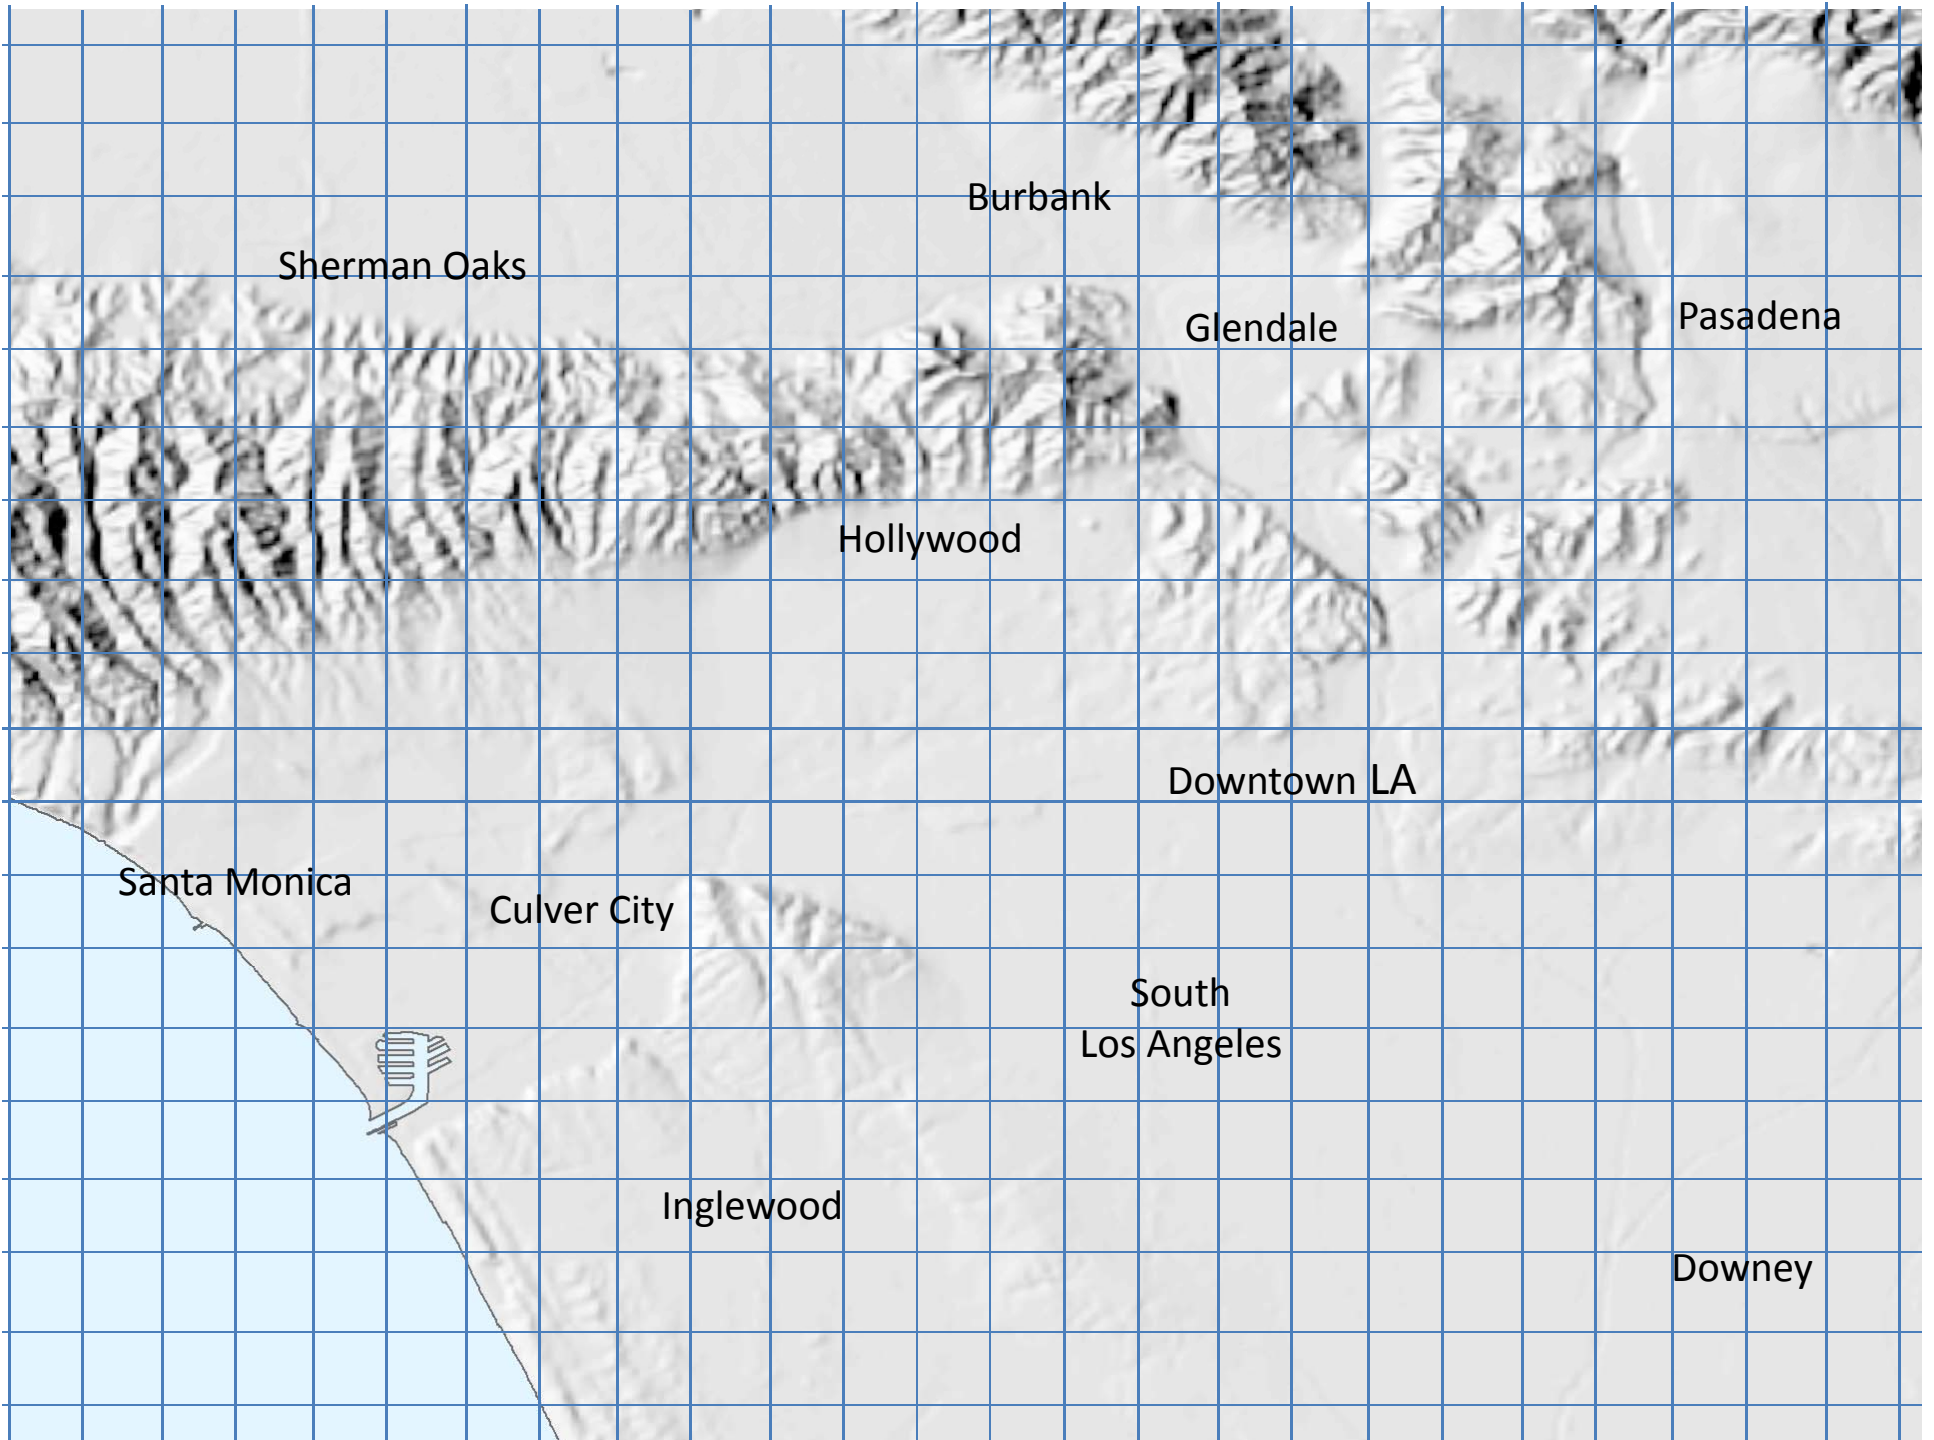 Burbank
Sherman Oaks
Pasadena
Glendale
Hollywood
Downtown LA
Santa Monica
Culver City
South
Los Angeles
Inglewood
Downey